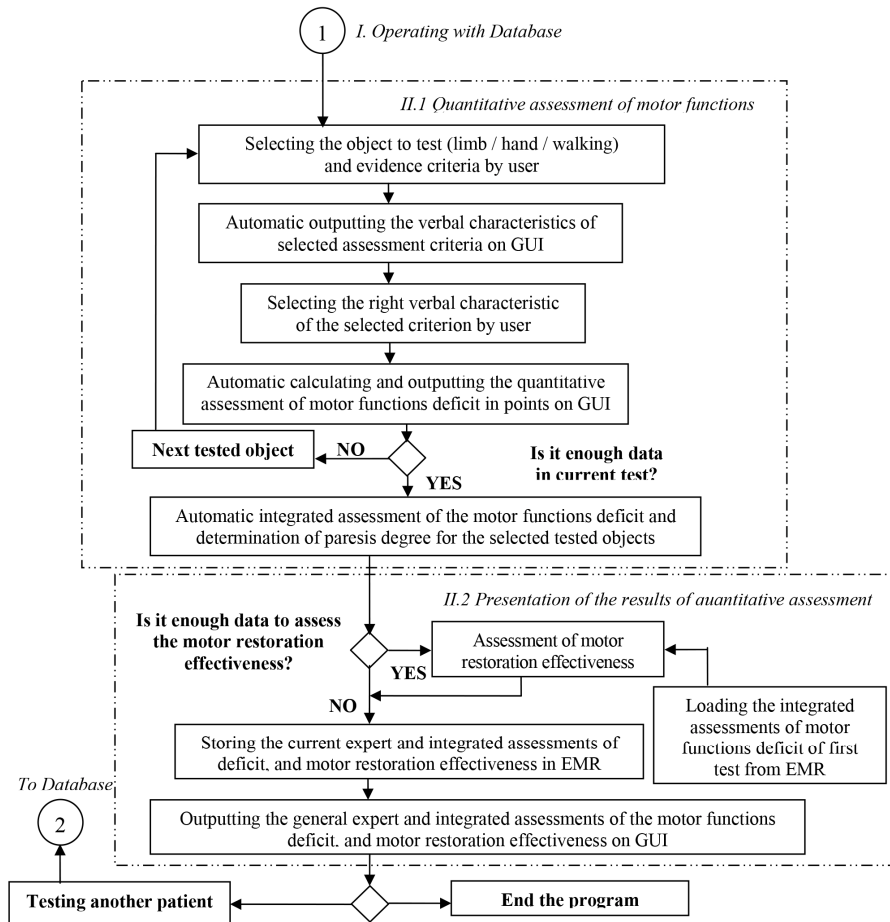 1
I. Operating with Database
II.1 Quantitative assessment of motor functions
Selecting the object to test (limb / hand / walking)
and evidence criteria by user
Automatic outputting the verbal characteristics of
selected assessment criteria on GUI
Selecting the right verbal characteristic
of the selected criterion by user
Automatic calculating and outputting the quantitative
assessment of motor functions deficit in points on GUI
Next tested object
NO
Is it enough data
in current test?
YES
Automatic integrated assessment of the motor functions deficit and
determination of paresis degree for the selected tested objects
II.2 Presentation of the results of quantitative assessment
Is it enough data to assess
the motor restoration
effectiveness?
Assessment of motor
restoration effectiveness
YES
NO
Loading the integrated
assessments of motor
functions deficit of first
test from EMR
Storing the current expert and integrated assessments of
deficit, and motor restoration effectiveness in EMR
To Database
2
Outputting the general expert and integrated assessments of the motor functions
deficit, and motor restoration effectiveness on GUI
Testing another patient
End the program